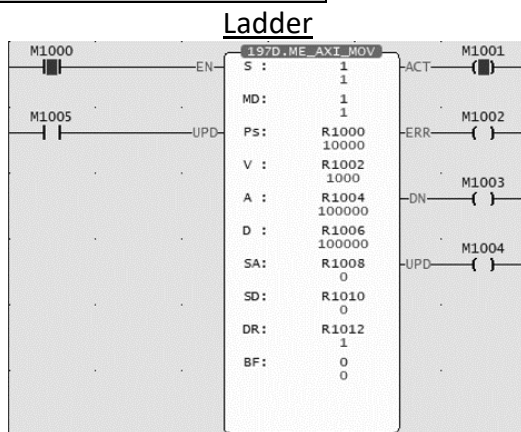 Ladder
M1000 197D.ME_AXI_MOV M1001
EN S : 1 ACT
1
MD: 1
1
M1005 M1002
UPD Ps: R1000 ERR
10000
V : R1002
1000
M1003
A : R1004 DN
100000
D : R1006
100000
M1004
SA: R1008 UPD
0
SD: R1010
0
DR: R1012
1
BF: 0
0